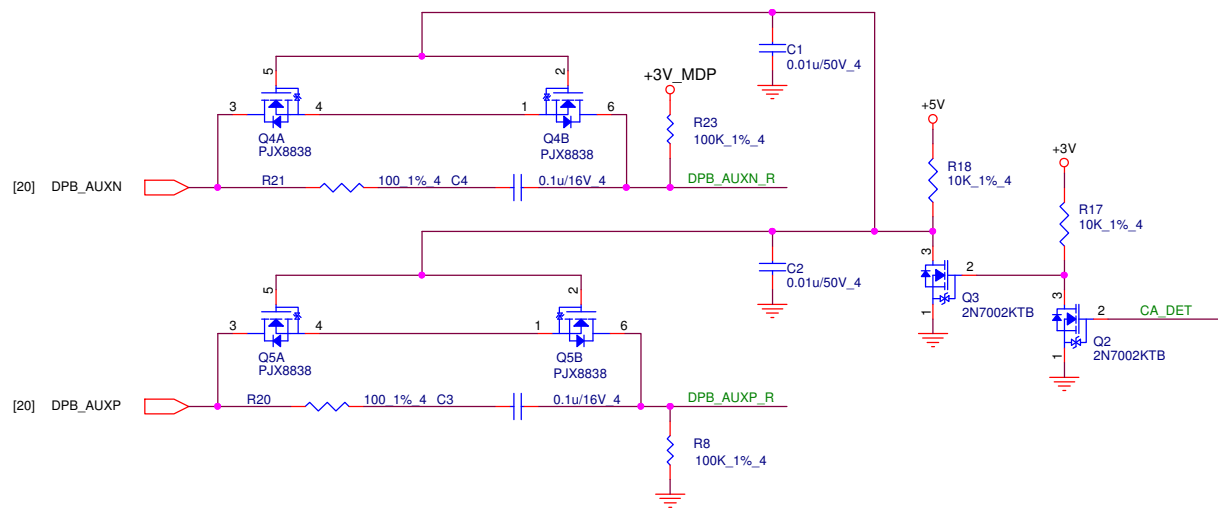 C1
0.01u/50V_4
5
2
+3V_MDP
3
4
1
6
+5V
Q4A
PJX8838
Q4B
PJX8838
R23
100K_1%_4
+3V
R18
10K_1%_4
[20] DPB_AUXN
R21
100_1%_4
C4
0.1u/16V_4
DPB_AUXN_R
R17
10K_1%_4
C2
0.01u/50V_4
3
2
5
2
Q3
2N7002KTB
1
3
2
CA_DET
3
4
1
6
Q5A
PJX8838
Q5B
PJX8838
1
Q2
2N7002KTB
[20] DPB_AUXP
R20
100_1%_4
C3
0.1u/16V_4
DPB_AUXP_R
R8
100K_1%_4